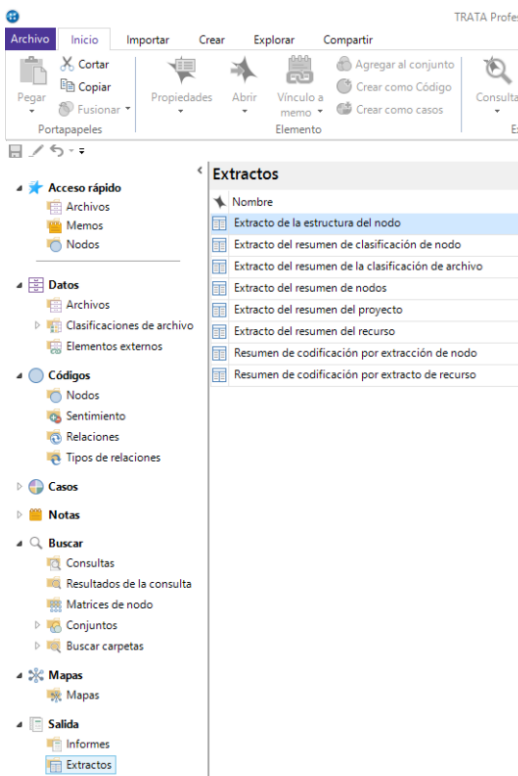 TRATA Profes
Archivo Inicio Importar Crear Explorar Compartir
Pegar
Cortar
Copiar
Fusionar
Portapapeles
Propiedades
Abrir
Vínculo a
memo
Elemento
Agregar al conjunto
Crear como Código
Crear como casos
Consulta
Acceso rápido
Archivos
Memos
Nodos
Datos
Archivos
Clasificaciones de archivo
Elementos externos
Códigos
Nodos
Sentimiento
Relaciones
Tipos de relaciones
Casos
Notas
Buscar
Consultas
Resultados de la consulta
Matrices de nodo
Conjuntos
Buscar carpetas
Mapas
Mapas
Salida
Informes
Extractos
Extractos
Nombre
Extracto de la estructura del nodo
Extracto del resumen de clasificación de nodo
Extracto del resumen de la clasificación de archivo
Extracto del resumen de nodos
Extracto del resumen del proyecto
Extracto del resumen del recurso
Resumen de codificación por extracción de nodo
Resumen de codificación por extracto de recurso